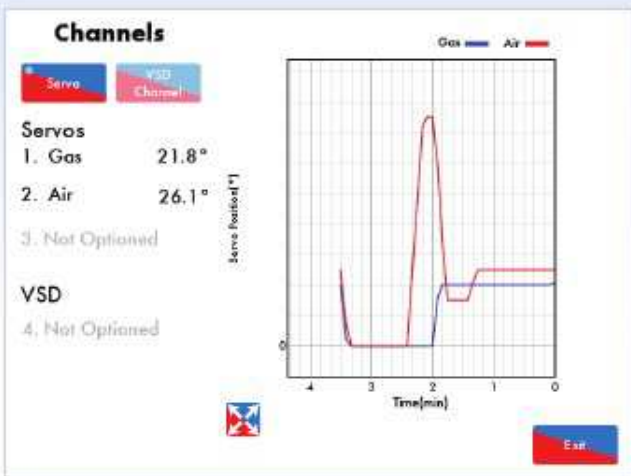 Channels
Servo
VSD
Channel
Servos
1. Gas 21.8°
2. Air 26.1°
3. Not Optioned
VSD
4. Not Optioned
Gas Air
Servo Position(°)
0
4 3 2 1 0
Time(min)
Exit